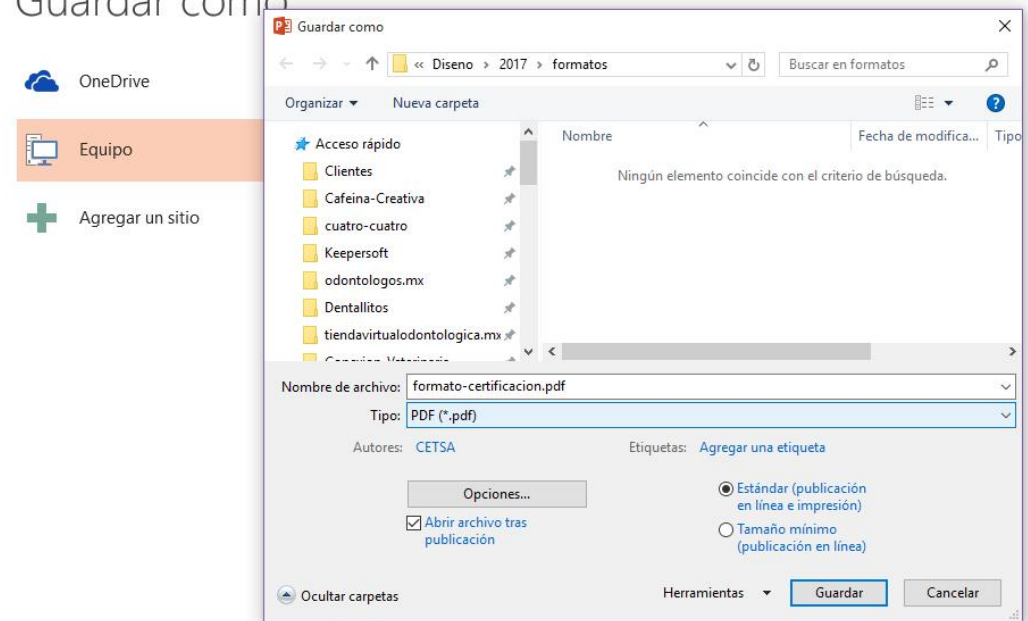 Guardar como
OneDrive
Equipo
Agregar un sitio
Guardar como
« Diseno › 2017 › formatos
Buscar en formatos
Organizar
Nueva carpeta
Acceso rápido
Clientes
Cafeina-Creativa
cuatro-cuatro
Keepersoft
odontologos.mx
Dentallitos
tiendavirtualodontologica.mx
Nombre
Fecha de modifica...
Tipo
Ningún elemento coincide con el criterio de búsqueda.
Nombre de archivo: formato-certificacion.pdf
Tipo: PDF (*.pdf)
Autores: CETSA
Etiquetas: Agregar una etiqueta
Opciones...
Abrir archivo tras
publicación
Estándar (publicación
en línea e impresión)
Tamaño mínimo
(publicación en línea)
Ocultar carpetas
Herramientas
Guardar
Cancelar